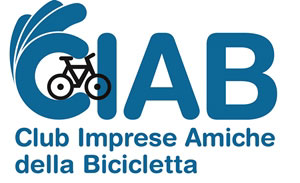 CIAB
Club Imprese Amiche
della Bicicletta